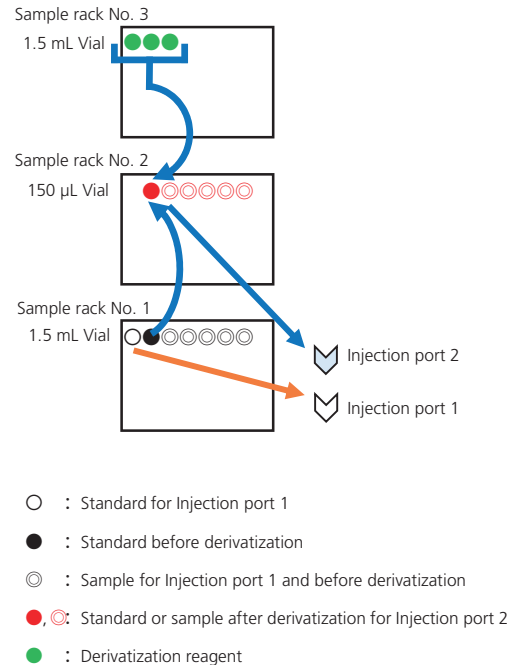 Sample rack No. 3
1.5 mL Vial
Sample rack No. 2
150 µL Vial
Sample rack No. 1
1.5 mL Vial
Injection port 2
Injection port 1
: Standard for Injection port 1
: Standard before derivatization
: Sample for Injection port 1 and before derivatization
, : Standard or sample after derivatization for Injection port 2
: Derivatization reagent